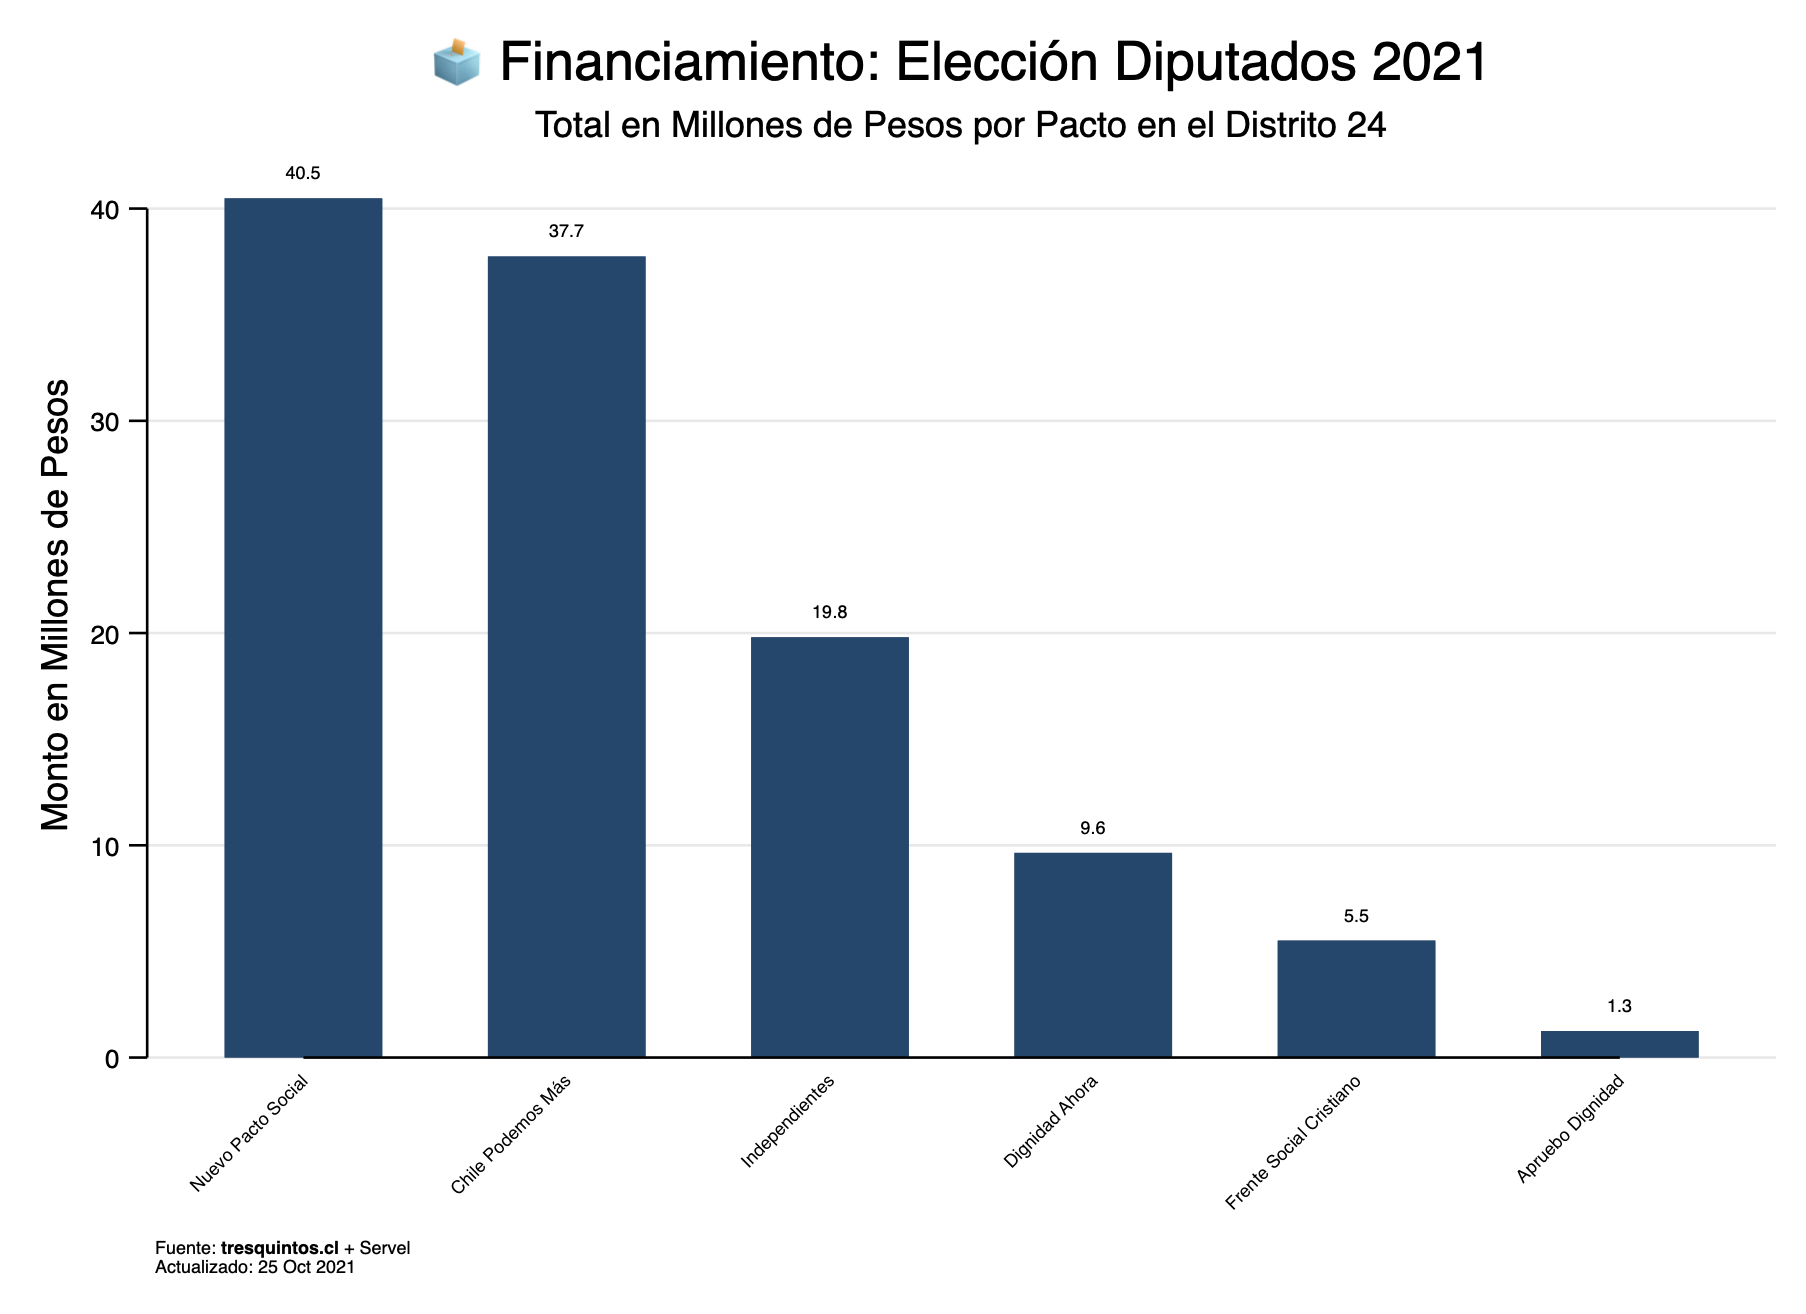 Financiamiento: Elección Diputados 2021
Total en Millones de Pesos por Pacto en el Distrito 24
Monto en Millones de Pesos
40
30
20
10
0
40.5
37.7
19.8
9.6
5.5
1.3
Nuevo Pacto Social
Chile Podemos Más
Independientes
Dignidad Ahora
Frente Social Cristiano
Apruebo Dignidad
Fuente: tresquintos.cl + Servel
Actualizado: 25 Oct 2021